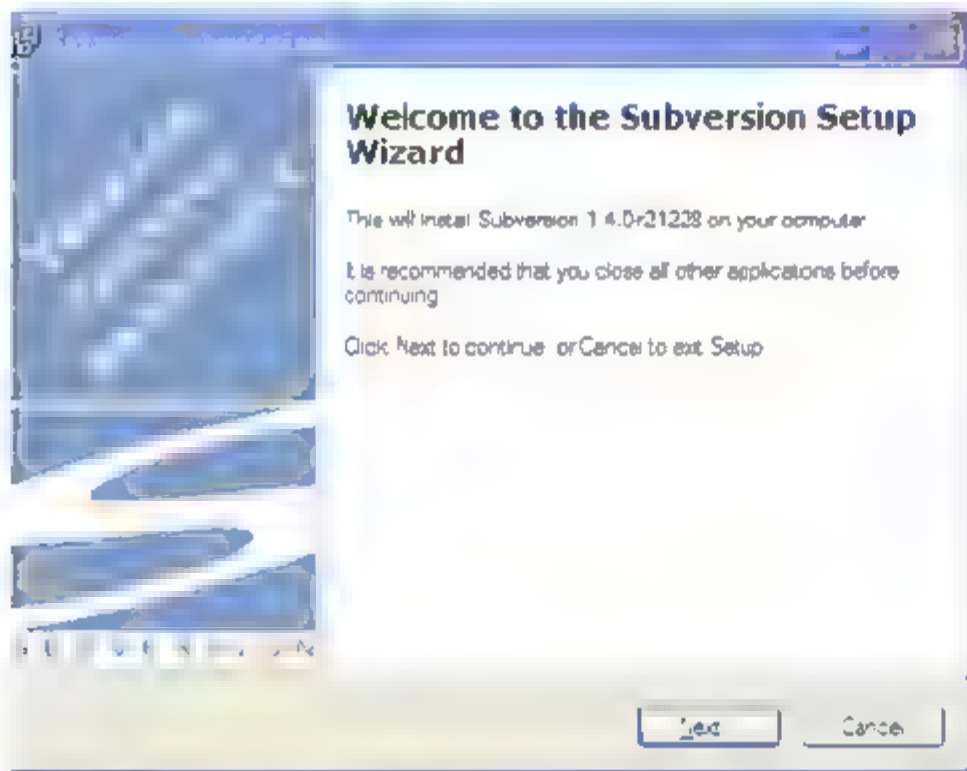 Welcome to the Subversion Setup
Wizard
This will install Subversion 1.4.0-r21228 on your computer
It is recommended that you close all other applications before
continuing
Click Next to continue or Cancel to exit Setup
Next
Cancel